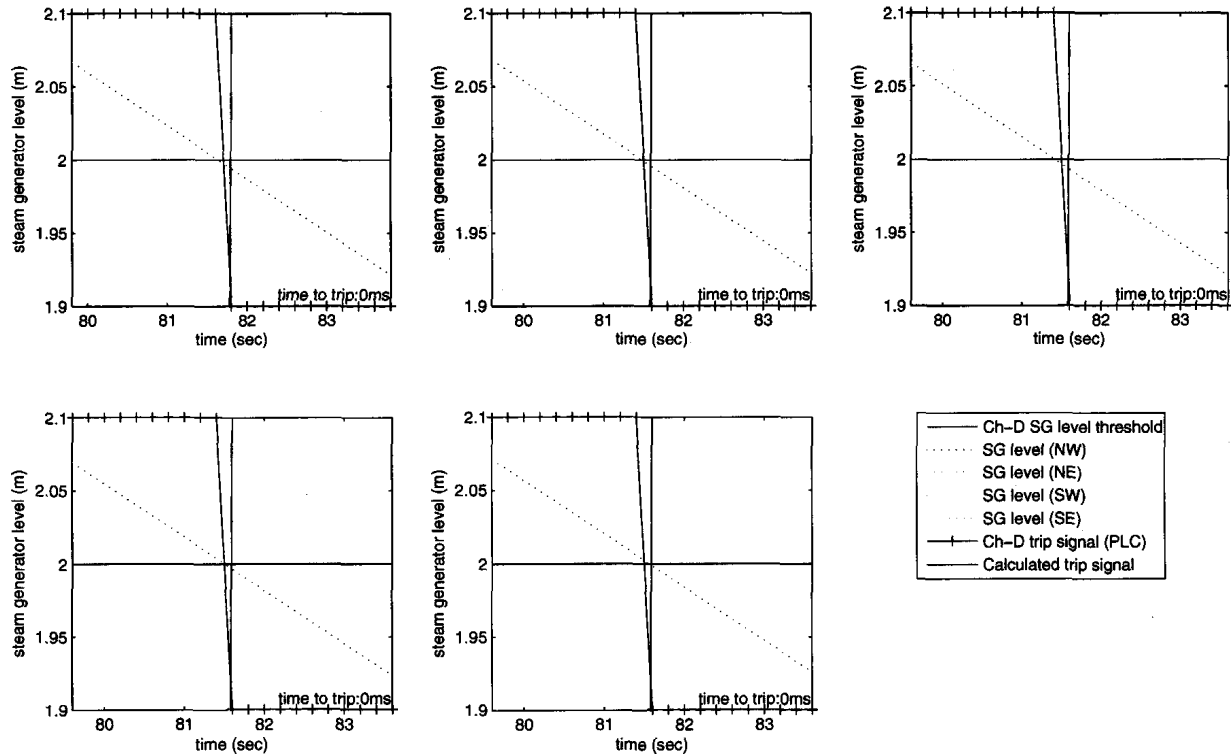 2.1
2.05
2
1.95
1.9
steam generator level (m)
time to trip:0ms
80 81 82 83
time (sec)
2.1
2.05
2
1.95
1.9
steam generator level (m)
time to trip:0ms
80 81 82 83
time (sec)
2.1
2.05
2
1.95
1.9
steam generator level (m)
time to trip:0ms
80 81 82 83
time (sec)
2.1
2.05
2
1.95
1.9
steam generator level (m)
time to trip:0ms
80 81 82 83
time (sec)
2.1
2.05
2
1.95
1.9
steam generator level (m)
time to trip:0ms
80 81 82 83
time (sec)
Ch-D SG level threshold
SG level (NW)
SG level (NE)
SG level (SW)
SG level (SE)
Ch-D trip signal (PLC)
Calculated trip signal